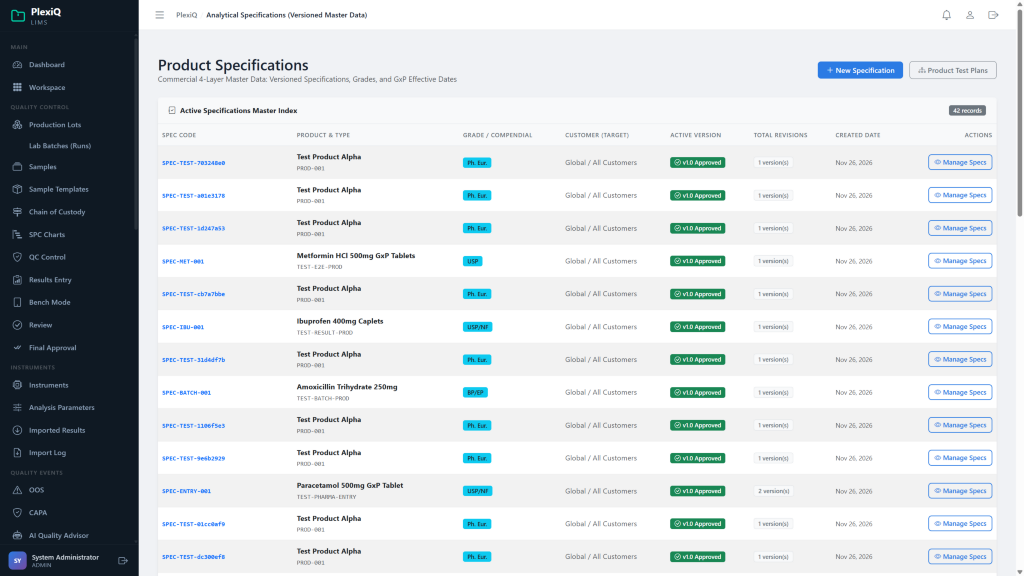 PlexiQ
LIMS
MAIN
Dashboard
Workspace
QUALITY CONTROL
Production Lots
Lab Batches (Runs)
Samples
Sample Templates
Chain of Custody
SPC Charts
QC Control
Results Entry
Bench Mode
Review
Final Approval
INSTRUMENTS
Instruments
Analysis Parameters
Imported Results
Import Log
QUALITY EVENTS
OOS
CAPA
AI Quality Advisor
SY
System Administrator
ADMIN
PlexiQ Analytical Specifications (Versioned Master Data)
Product Specifications
Commercial 4-Layer Master Data: Versioned Specifications, Grades, and GxP Effective Dates
+ New Specification
Product Test Plans
Active Specifications Master Index
42 records
SPEC CODE PRODUCT & TYPE GRADE / COMPENDIAL CUSTOMER (TARGET) ACTIVE VERSION TOTAL REVISIONS CREATED DATE ACTIONS
SPEC-TEST-703248e0 Test Product Alpha Ph. Eur. Global / All Customers v1.0 Approved 1 version(s) Nov 26, 2026 Manage Specs
PROD-001
SPEC-TEST-a01e3178 Test Product Alpha Ph. Eur. Global / All Customers v1.0 Approved 1 version(s) Nov 26, 2026 Manage Specs
PROD-001
SPEC-TEST-1d247a53 Test Product Alpha Ph. Eur. Global / All Customers v1.0 Approved 1 version(s) Nov 26, 2026 Manage Specs
PROD-001
SPEC-MET-001 Metformin HCl 500mg GxP Tablets USP Global / All Customers v1.0 Approved 1 version(s) Nov 26, 2026 Manage Specs
TEST-E2E-PROD
SPEC-TEST-cb7a7bbe Test Product Alpha Ph. Eur. Global / All Customers v1.0 Approved 1 version(s) Nov 26, 2026 Manage Specs
PROD-001
SPEC-IBU-001 Ibuprofen 400mg Caplets USP/NF Global / All Customers v1.0 Approved 1 version(s) Nov 26, 2026 Manage Specs
TEST-RESULT-PROD
SPEC-TEST-31d4df7b Test Product Alpha Ph. Eur. Global / All Customers v1.0 Approved 1 version(s) Nov 26, 2026 Manage Specs
PROD-001
SPEC-BATCH-001 Amoxicillin Trihydrate 250mg BP/EP Global / All Customers v1.0 Approved 1 version(s) Nov 26, 2026 Manage Specs
TEST-BATCH-PROD
SPEC-TEST-1106f5e3 Test Product Alpha Ph. Eur. Global / All Customers v1.0 Approved 1 version(s) Nov 26, 2026 Manage Specs
PROD-001
SPEC-TEST-9e6b2929 Test Product Alpha Ph. Eur. Global / All Customers v1.0 Approved 1 version(s) Nov 26, 2026 Manage Specs
PROD-001
SPEC-ENTRY-001 Paracetamol 500mg GxP Tablet USP/NF Global / All Customers v1.0 Approved 2 version(s) Nov 26, 2026 Manage Specs
TEST-PHARMA-ENTRY
SPEC-TEST-01cc0af9 Test Product Alpha Ph. Eur. Global / All Customers v1.0 Approved 1 version(s) Nov 26, 2026 Manage Specs
PROD-001
SPEC-TEST-dc300ef8 Test Product Alpha Ph. Eur. Global / All Customers v1.0 Approved 1 version(s) Nov 26, 2026 Manage Specs
PROD-001